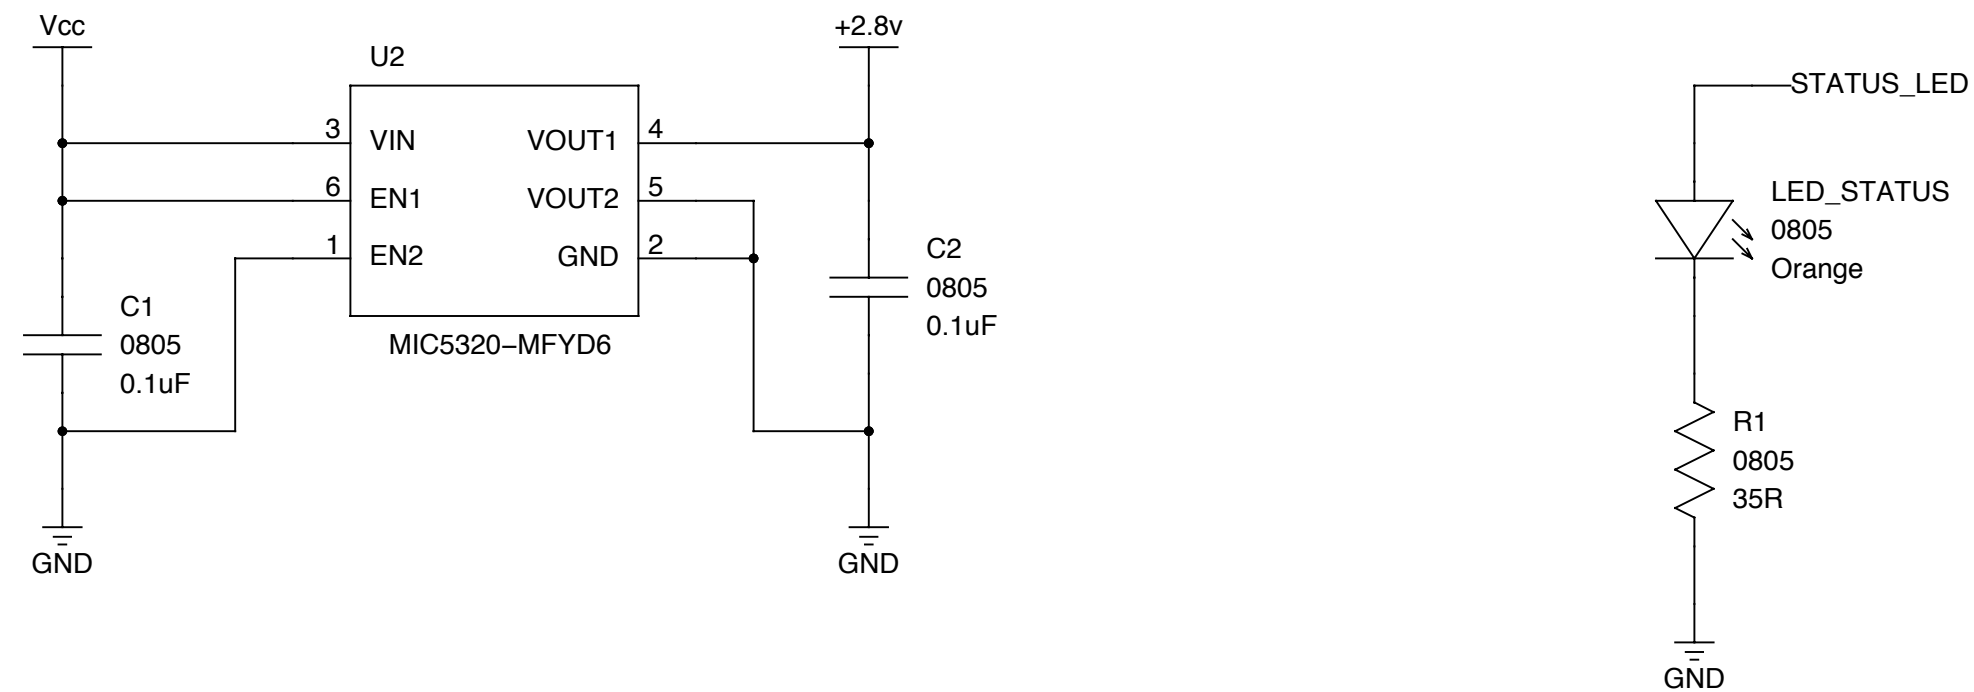 Vcc
+2.8v
U2
3
VIN
VOUT1
4
6
EN1
VOUT2
5
1
EN2
GND
2
MIC5320–MFYD6
C1
0805
0.1uF
C2
0805
0.1uF
GND
GND
STATUS_LED
LED_STATUS
0805
Orange
R1
0805
35R
GND